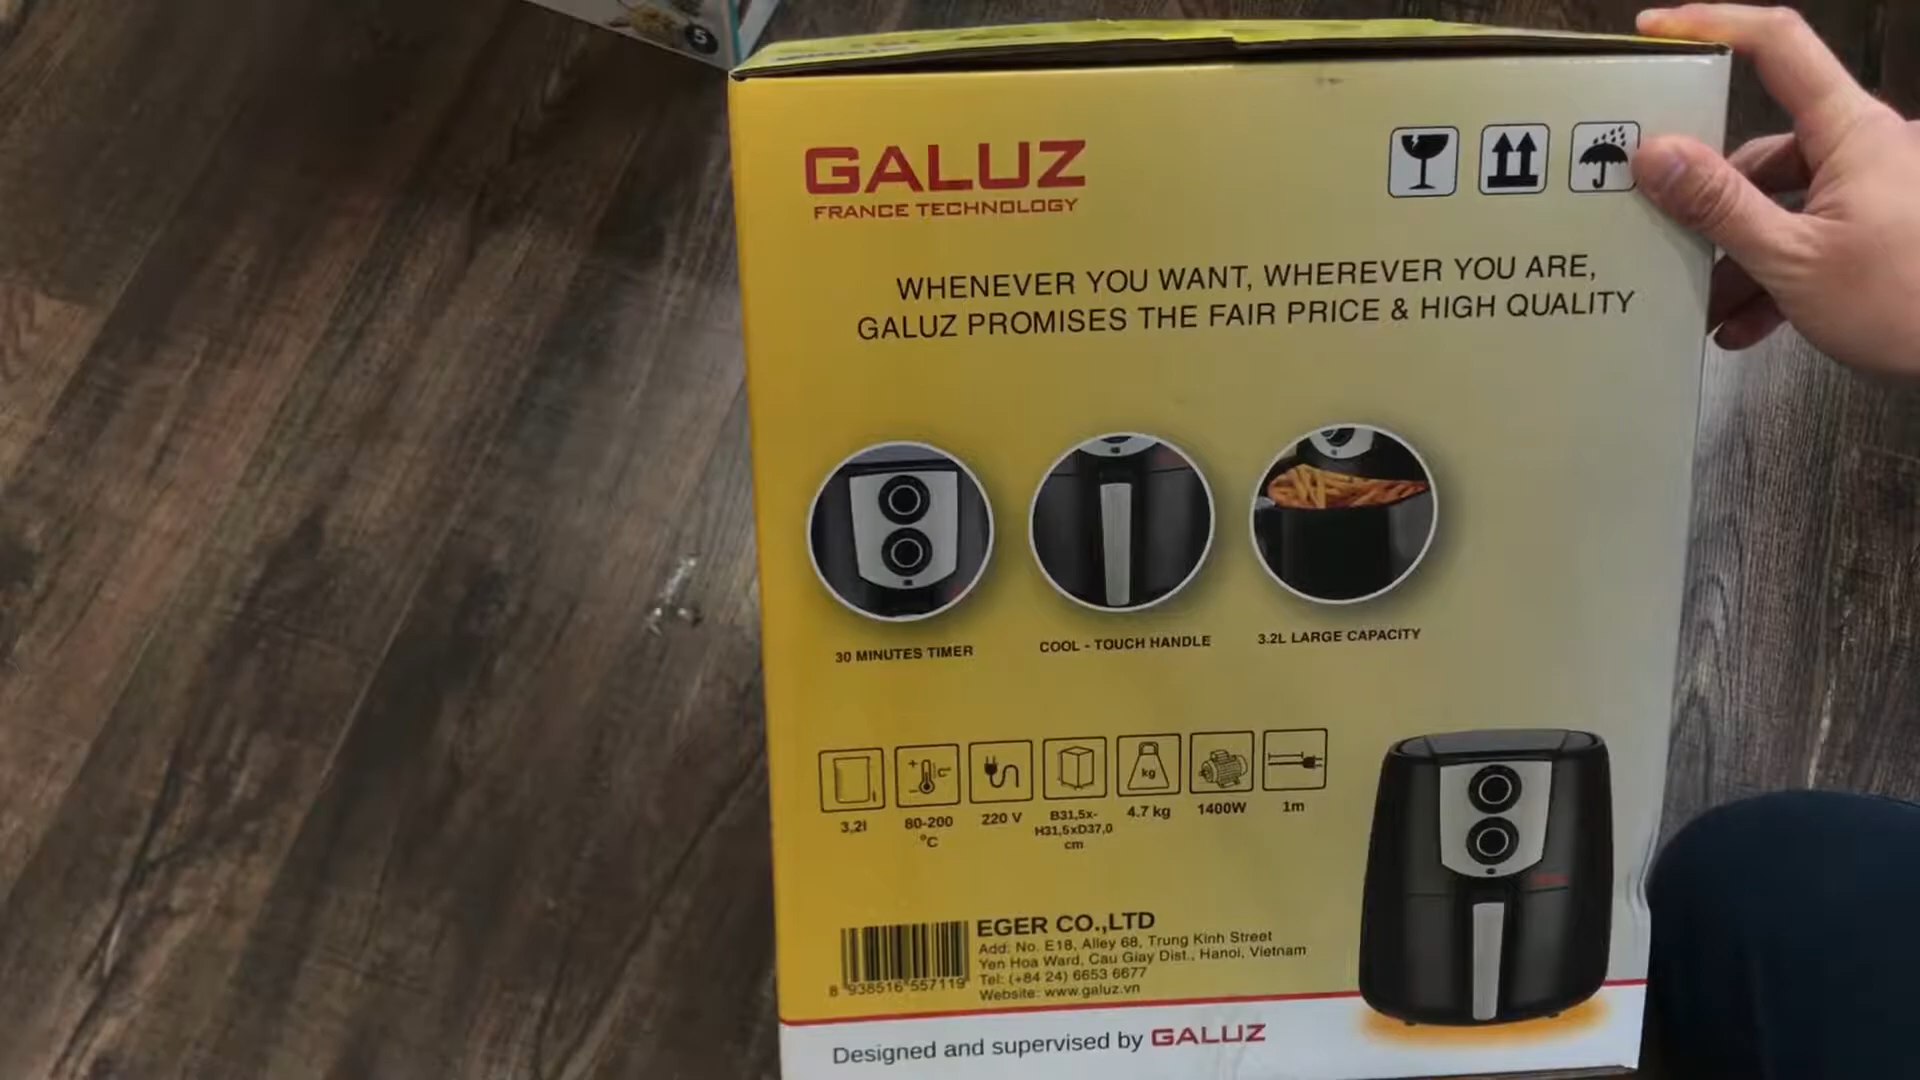 5
GALUZ
FRANCE TECHNOLOGY
WHENEVER YOU WANT, WHEREVER YOU ARE,
GALUZ PROMISES THE FAIR PRICE & HIGH QUALITY
30 MINUTES TIMER
COOL - TOUCH HANDLE
3.2L LARGE CAPACITY
+
C
kg
3,2l
80-200
°C
220 V
B31,5x-
H31,5xD37,0
cm
4.7 kg
1400W
1m
EGER CO.,LTD
Add: No. E18, Alley 68, Trung Kinh Street
Yen Hoa Ward, Cau Giay Dist., Hanoi, Vietnam
Tel: (+84 24) 6653 6677
Website: www.galuz.vn
8 938516 557119
Designed and supervised by GALUZ